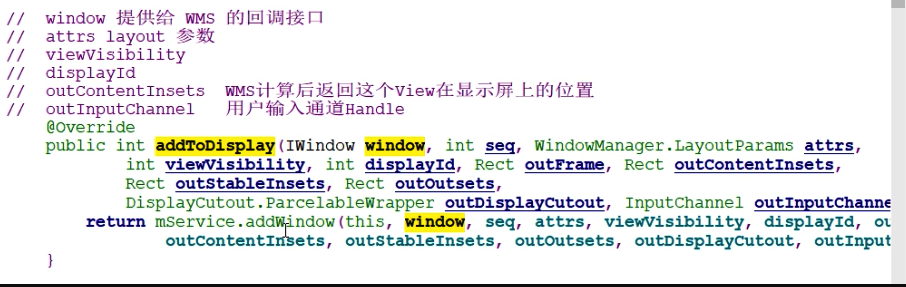 // window 提供给 WMS 的回调接口
// attrs layout 参数
// viewVisibility
// displayId
// outContentInsets WMS计算后返回这个View在显示屏上的位置
// outInputChannel 用户输入通道Handle
@Override
public int addToDisplay(IWindow window, int seq, WindowManager.LayoutParams attrs,
int viewVisibility, int displayId, Rect outFrame, Rect outContentInsets,
Rect outStableInsets, Rect outOutsets,
DisplayCutout.ParcelableWrapper outDisplayCutout, InputChannel outInputChanne
return mService.addWindow(this, window, seq, attrs, viewVisibility, displayId, ou
outContentInsets, outStableInsets, outOutsets, outDisplayCutout, outInput
}